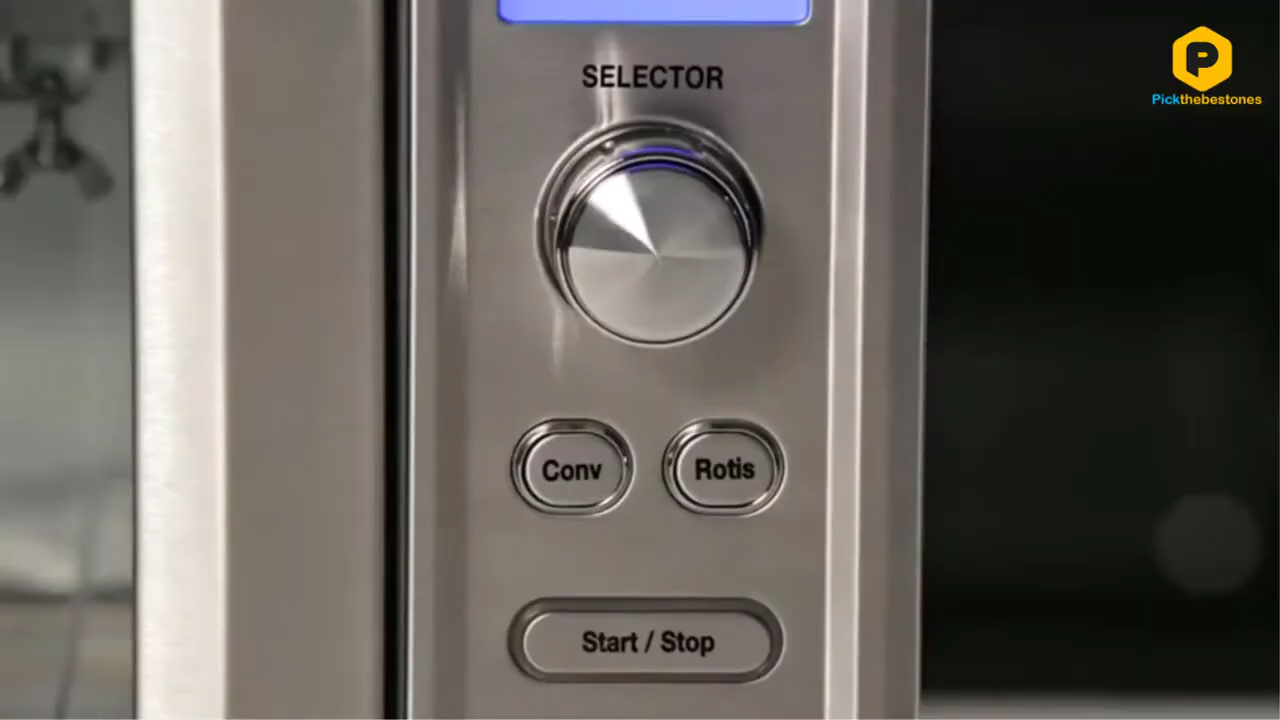 P
Pickthebestones
SELECTOR
Conv
Rotis
Start / Stop